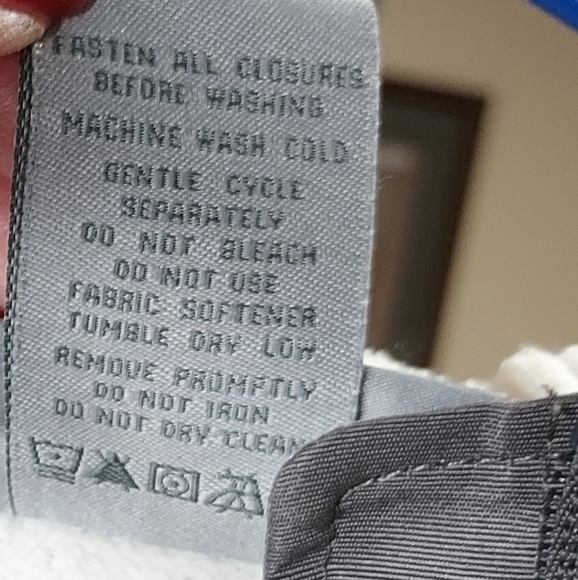 FASTEN ALL CLOSURES
BEFORE WASHING
MACHINE WASH COLD
GENTLE CYCLE
SEPARATELY
DO NOT BLEACH
DO NOT USE
FABRIC SOFTENER
TUMBLE DRY LOW
REMOVE PROMPTLY
DO NOT IRON
DO NOT DRY CLEAN